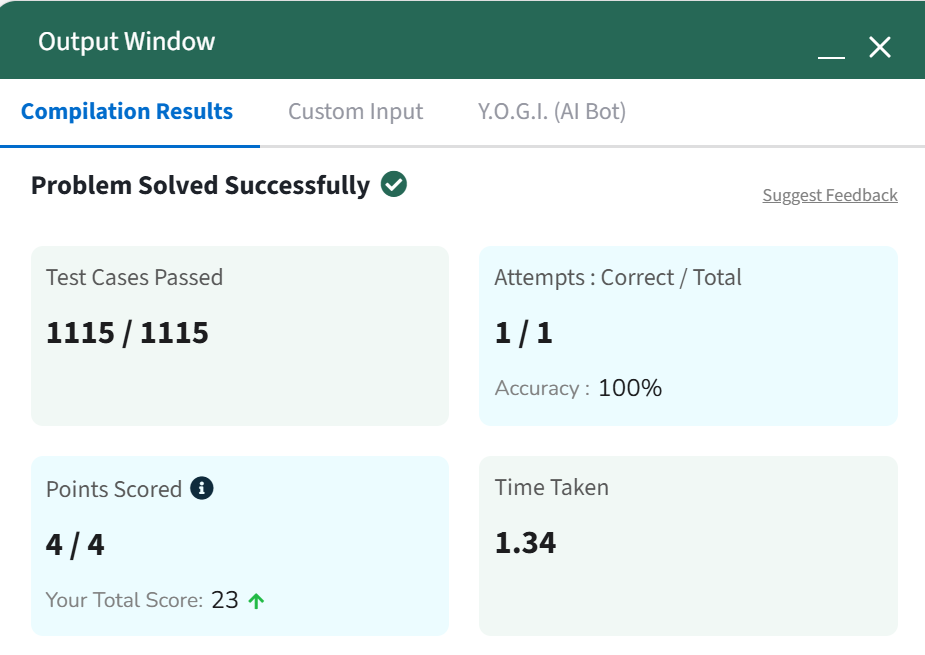 Output Window
Compilation Results
Custom Input
Y.O.G.I. (AI Bot)
Problem Solved Successfully
Suggest Feedback
Test Cases Passed
1115 / 1115
Attempts : Correct / Total
1 / 1
Accuracy : 100%
Points Scored
4 / 4
Your Total Score: 23
Time Taken
1.34